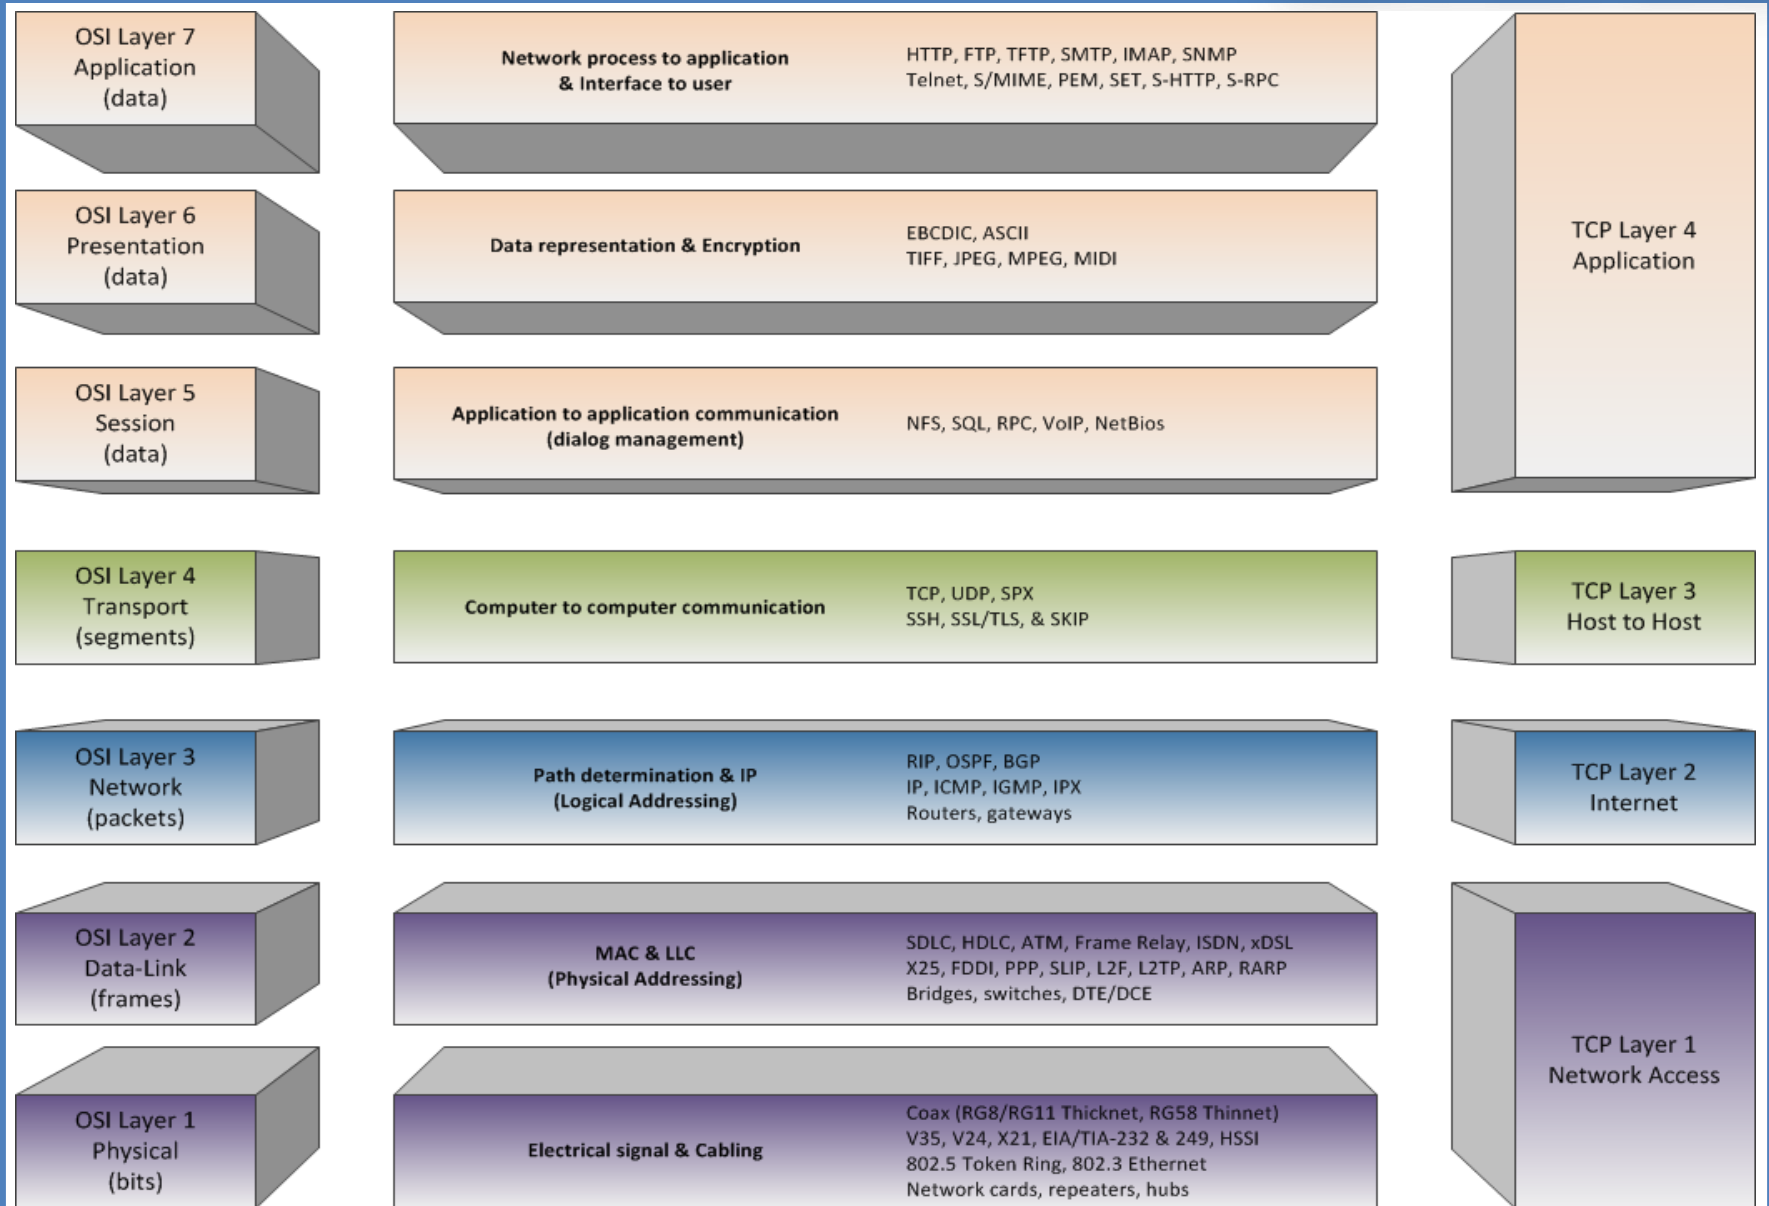 OSI Layer 7
Application
(data)
Network process to application
& Interface to user
HTTP, FTP, TFTP, SMTP, IMAP, SNMP
Telnet, S/MIME, PEM, SET, S-HTTP, S-RPC
OSI Layer 6
Presentation
(data)
Data representation & Encryption
EBCDIC, ASCII
TIFF, JPEG, MPEG, MIDI
TCP Layer 4
Application
OSI Layer 5
Session
(data)
Application to application communication
(dialog management)
NFS, SQL, RPC, VoIP, NetBios
OSI Layer 4
Transport
(segments)
Computer to computer communication
TCP, UDP, SPX
SSH, SSL/TLS, & SKIP
TCP Layer 3
Host to Host
OSI Layer 3
Network
(packets)
Path determination & IP
(Logical Addressing)
RIP, OSPF, BGP
IP, ICMP, IGMP, IPX
Routers, gateways
TCP Layer 2
Internet
OSI Layer 2
Data-Link
(frames)
MAC & LLC
(Physical Addressing)
SDLC, HDLC, ATM, Frame Relay, ISDN, xDSL
X25, FDDI, PPP, SLIP, L2F, L2TP, ARP, RARP
Bridges, switches, DTE/DCE
TCP Layer 1
Network Access
OSI Layer 1
Physical
(bits)
Electrical signal & Cabling
Coax (RG8/RG11 Thicknet, RG58 Thinnet)
V35, V24, X21, EIA/TIA-232 & 249, HSSI
802.5 Token Ring, 802.3 Ethernet
Network cards, repeaters, hubs